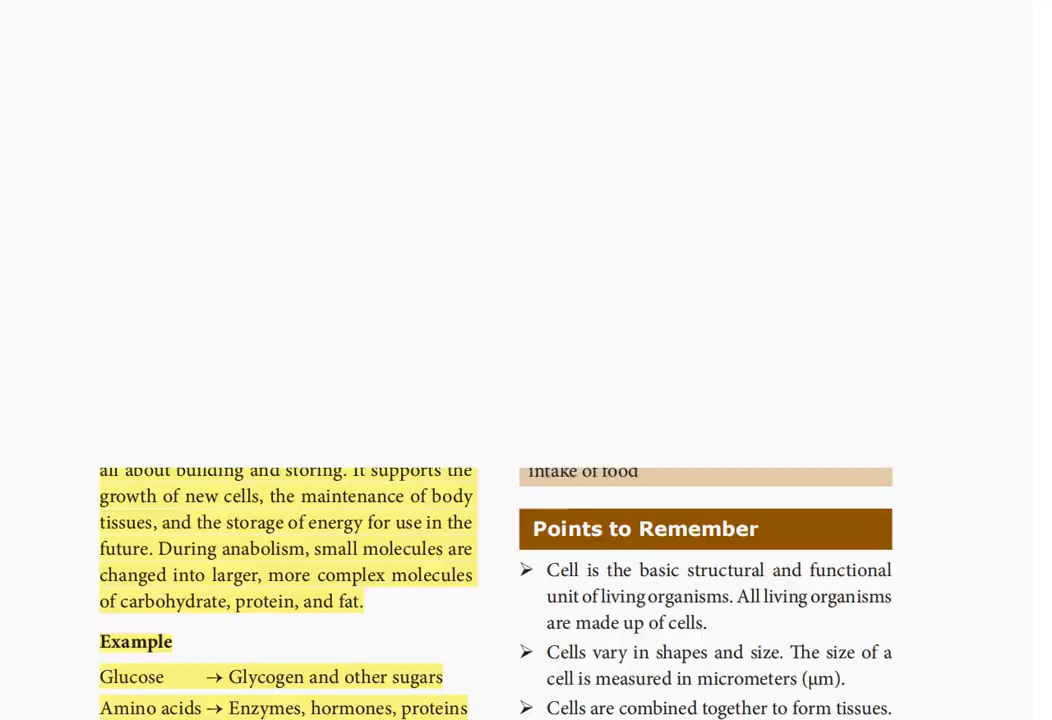 all about building and storing. It supports the
growth of new cells, the maintenance of body
tissues, and the storage of energy for use in the
future. During anabolism, small molecules are
changed into larger, more complex molecules
of carbohydrate, protein, and fat.
Example
Glucose → Glycogen and other sugars
Amino acids → Enzymes, hormones, proteins
intake of food
Points to Remember
➢ Cell is the basic structural and functional
unit of living organisms. All living organisms
are made up of cells.
➢ Cells vary in shapes and size. The size of a
cell is measured in micrometers (μm).
➢ Cells are combined together to form tissues.